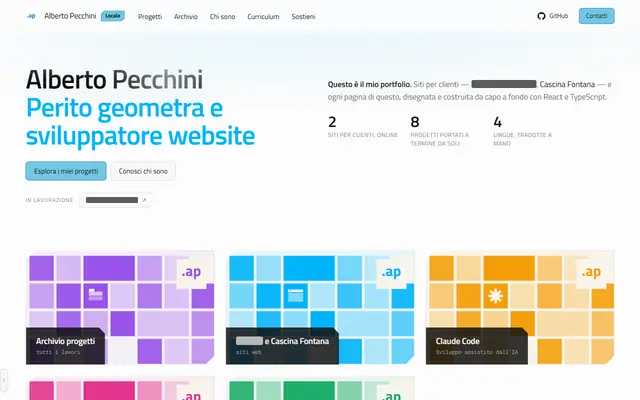 .ap Alberto Pecchini Locale Progetti Archivio Chi sono Curriculum Sostieni GitHub Contatti
Alberto Pecchini
Perito geometra e
sviluppatore website
Questo è il mio portfolio. Siti per clienti — , Cascina Fontana — e
ogni pagina di questo, disegnata e costruita da capo a fondo con React e TypeScript.
2
SITI PER CLIENTI, ONLINE
8
PROGETTI PORTATI A
TERMINE DA SOLI
4
LINGUE, TRADOTTE A
MANO
Esplora i miei progetti
Conosci chi sono
IN LAVORAZIONE ↗
.ap
Archivio progetti
tutti i lavori
.ap
e Cascina Fontana
siti web
.ap
Claude Code
Sviluppo assistito dall'IA